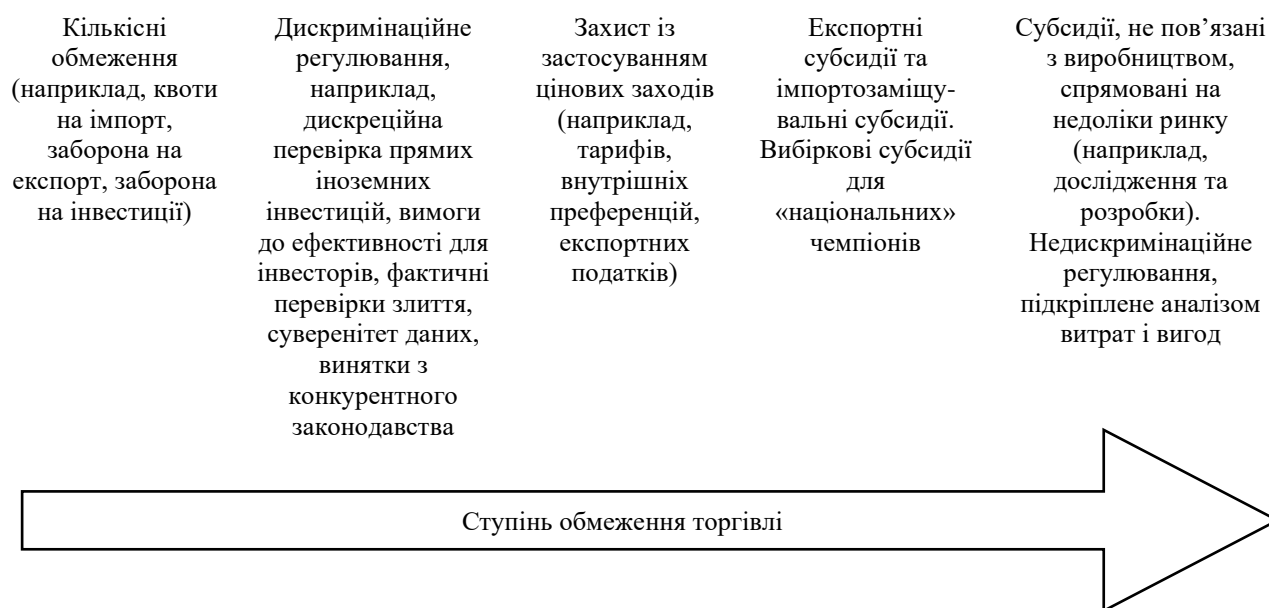 Кількісні
обмеження
(наприклад, квоти
на імпорт,
заборона на
експорт, заборона
на інвестиції)
Дискримінаційне
регулювання,
наприклад,
дискреційна
перевірка прямих
іноземних
інвестицій, вимоги
до ефективності для
інвесторів, фактичні
перевірки злиття,
суверенітет даних,
винятки з
конкурентного
законодавства
Захист із
застосуванням
цінових заходів
(наприклад,
тарифів,
внутрішніх
преференцій,
експортних
податків)
Експортні
субсидії та
імпортозаміщу-
вальні субсидії.
Вибіркові субсидії
для
«національних»
чемпіонів
Субсидії, не пов’язані
з виробництвом,
спрямовані на
недоліки ринку
(наприклад,
дослідження та
розробки).
Недискримінаційне
регулювання,
підкріплене аналізом
витрат і вигод
Ступінь обмеження торгівлі